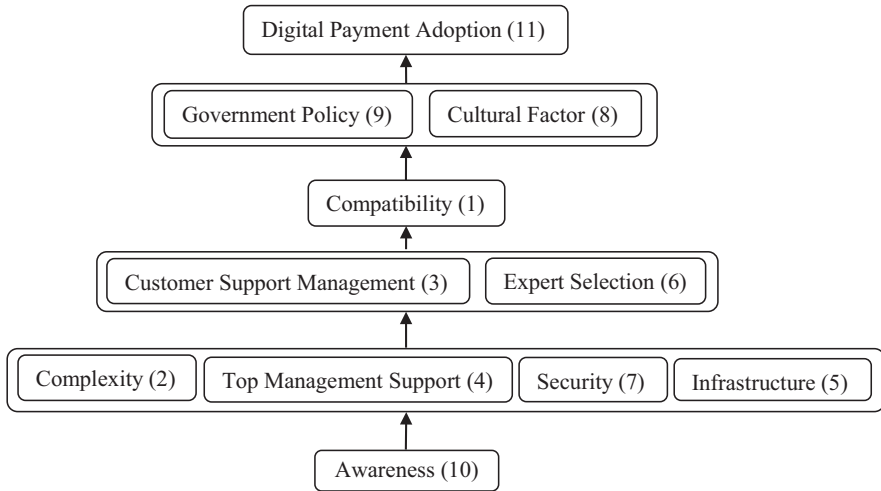 Digital Payment Adoption (11)
Government Policy (9) Cultural Factor (8)
Compatibility (1)
Customer Support Management (3) Expert Selection (6)
Complexity (2) Top Management Support (4) Security (7) Infrastructure (5)
Awareness (10)